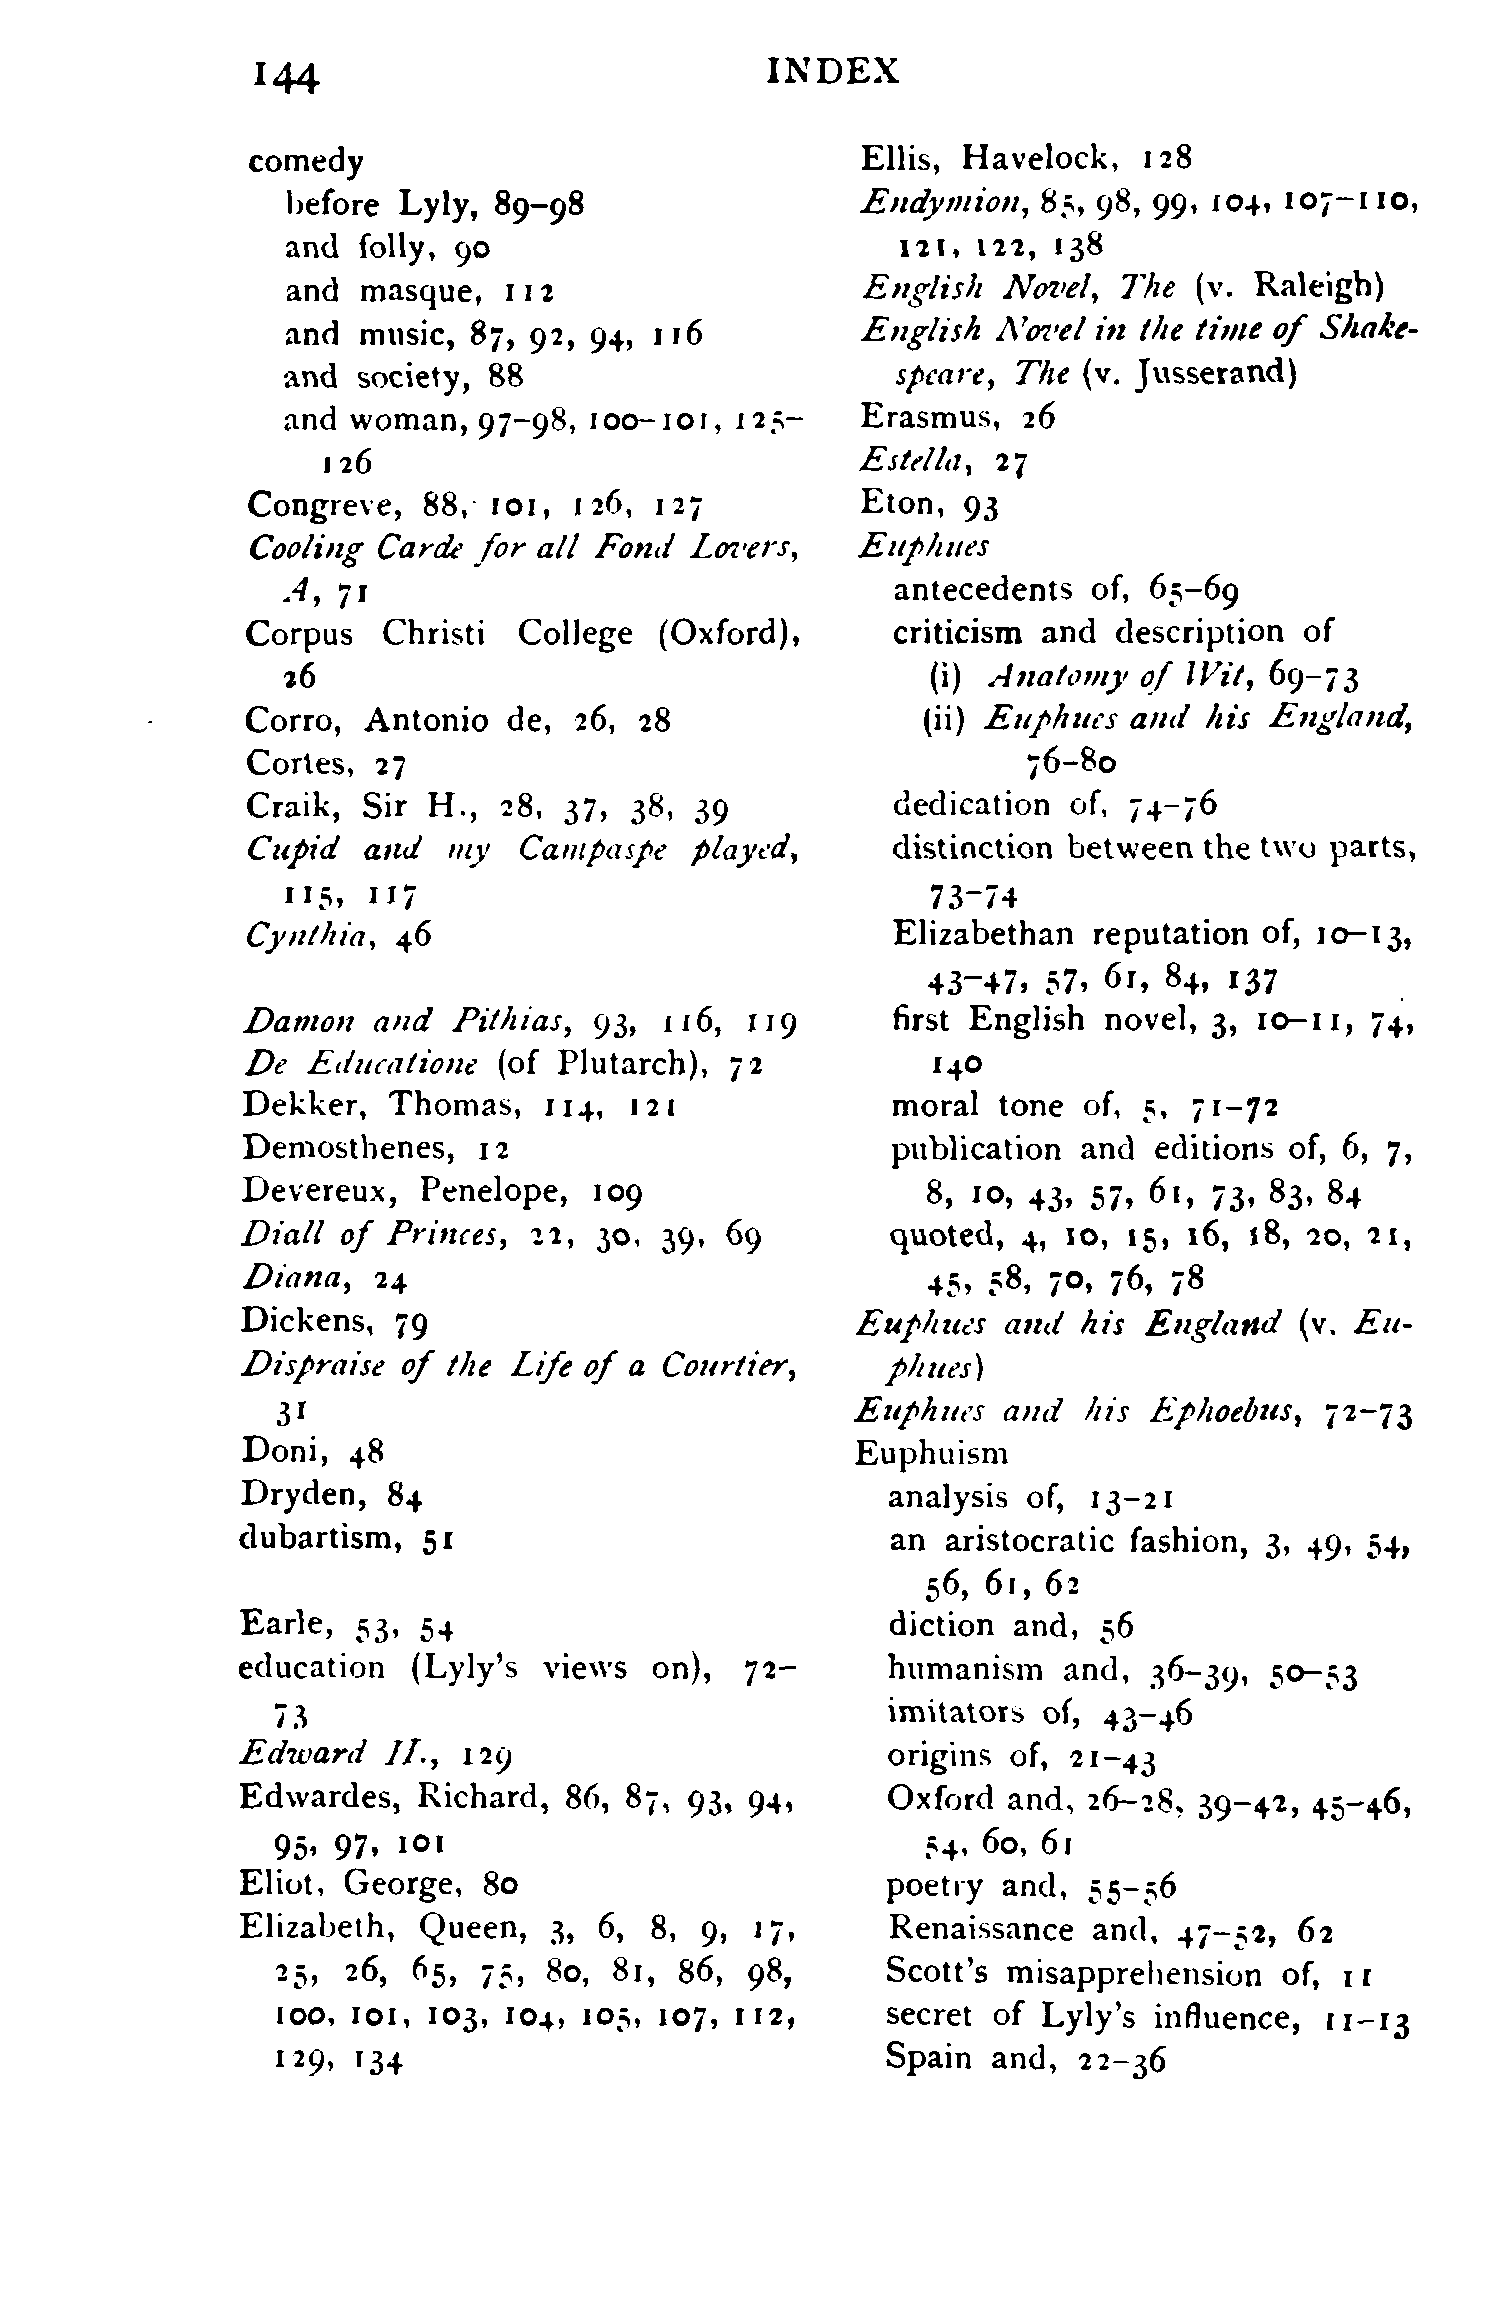 144 INDEX
comedy
before Lyly, 89–98
and folly, 90
and masque, 112
and music, 87, 92, 94, 116
and society, 88
and woman, 97–98, 100–101, 125–
126
Congreve, 88, 101, 126, 127
Cooling Carde for all Fond Lovers,
A, 71
Corpus Christi College (Oxford),
26
Corro, Antonio de, 26, 28
Cortes, 27
Craik, Sir H., 28, 37, 38, 39
Cupid and my Campaspe played,
115, 117
Cynthia, 46
Damon and Pithias, 93, 116, 119
De Educatione (of Plutarch), 72
Dekker, Thomas, 114, 121
Demosthenes, 12
Devereux, Penelope, 109
Diall of Princes, 22, 30, 39, 69
Diana, 24
Dickens, 79
Dispraise of the Life of a Courtier,
31
Doni, 48
Dryden, 84
dubartism, 51
Earle, 53, 54
education (Lyly's views on), 72–
73
Edward II., 129
Edwardes, Richard, 86, 87, 93, 94,
95, 97, 101
Eliot, George, 80
Elizabeth, Queen, 3, 6, 8, 9, 17,
25, 26, 65, 75, 80, 81, 86, 98,
100, 101, 103, 104, 105, 107, 112,
129, 134
Ellis, Havelock, 128
Endymion, 85, 98, 99, 104, 107–110,
121, 122, 138
English Novel, The (v. Raleigh)
English Novel in the time of Shake-
speare, The (v. Jusserand)
Erasmus, 26
Estella, 27
Eton, 93
Euphues
antecedents of, 65–69
criticism and description of
(i) Anatomy of Wit, 69–73
(ii) Euphues and his England,
76–80
dedication of, 74–76
distinction between the two parts,
73–74
Elizabethan reputation of, 10–13,
43–47, 57, 61, 84, 137
first English novel, 3, 10–11, 74,
140
moral tone of, 5, 71–72
publication and editions of, 6, 7,
8, 10, 43, 57, 61, 73, 83, 84
quoted, 4, 10, 15, 16, 18, 20, 21,
45, 58, 70, 76, 78
Euphues and his England (v. Eu-
phues)
Euphues and his Ephoebus, 72–73
Euphuism
analysis of, 13–21
an aristocratic fashion, 3, 49, 54,
56, 61, 62
diction and, 56
humanism and, 36–39, 50–53
imitators of, 43–46
origins of, 21–43
Oxford and, 26–28, 39–42, 45–46,
54, 60, 61
poetry and, 55–56
Renaissance and, 47–52, 62
Scott's misapprehension of, 11
secret of Lyly's influence, 11–13
Spain and, 22–36